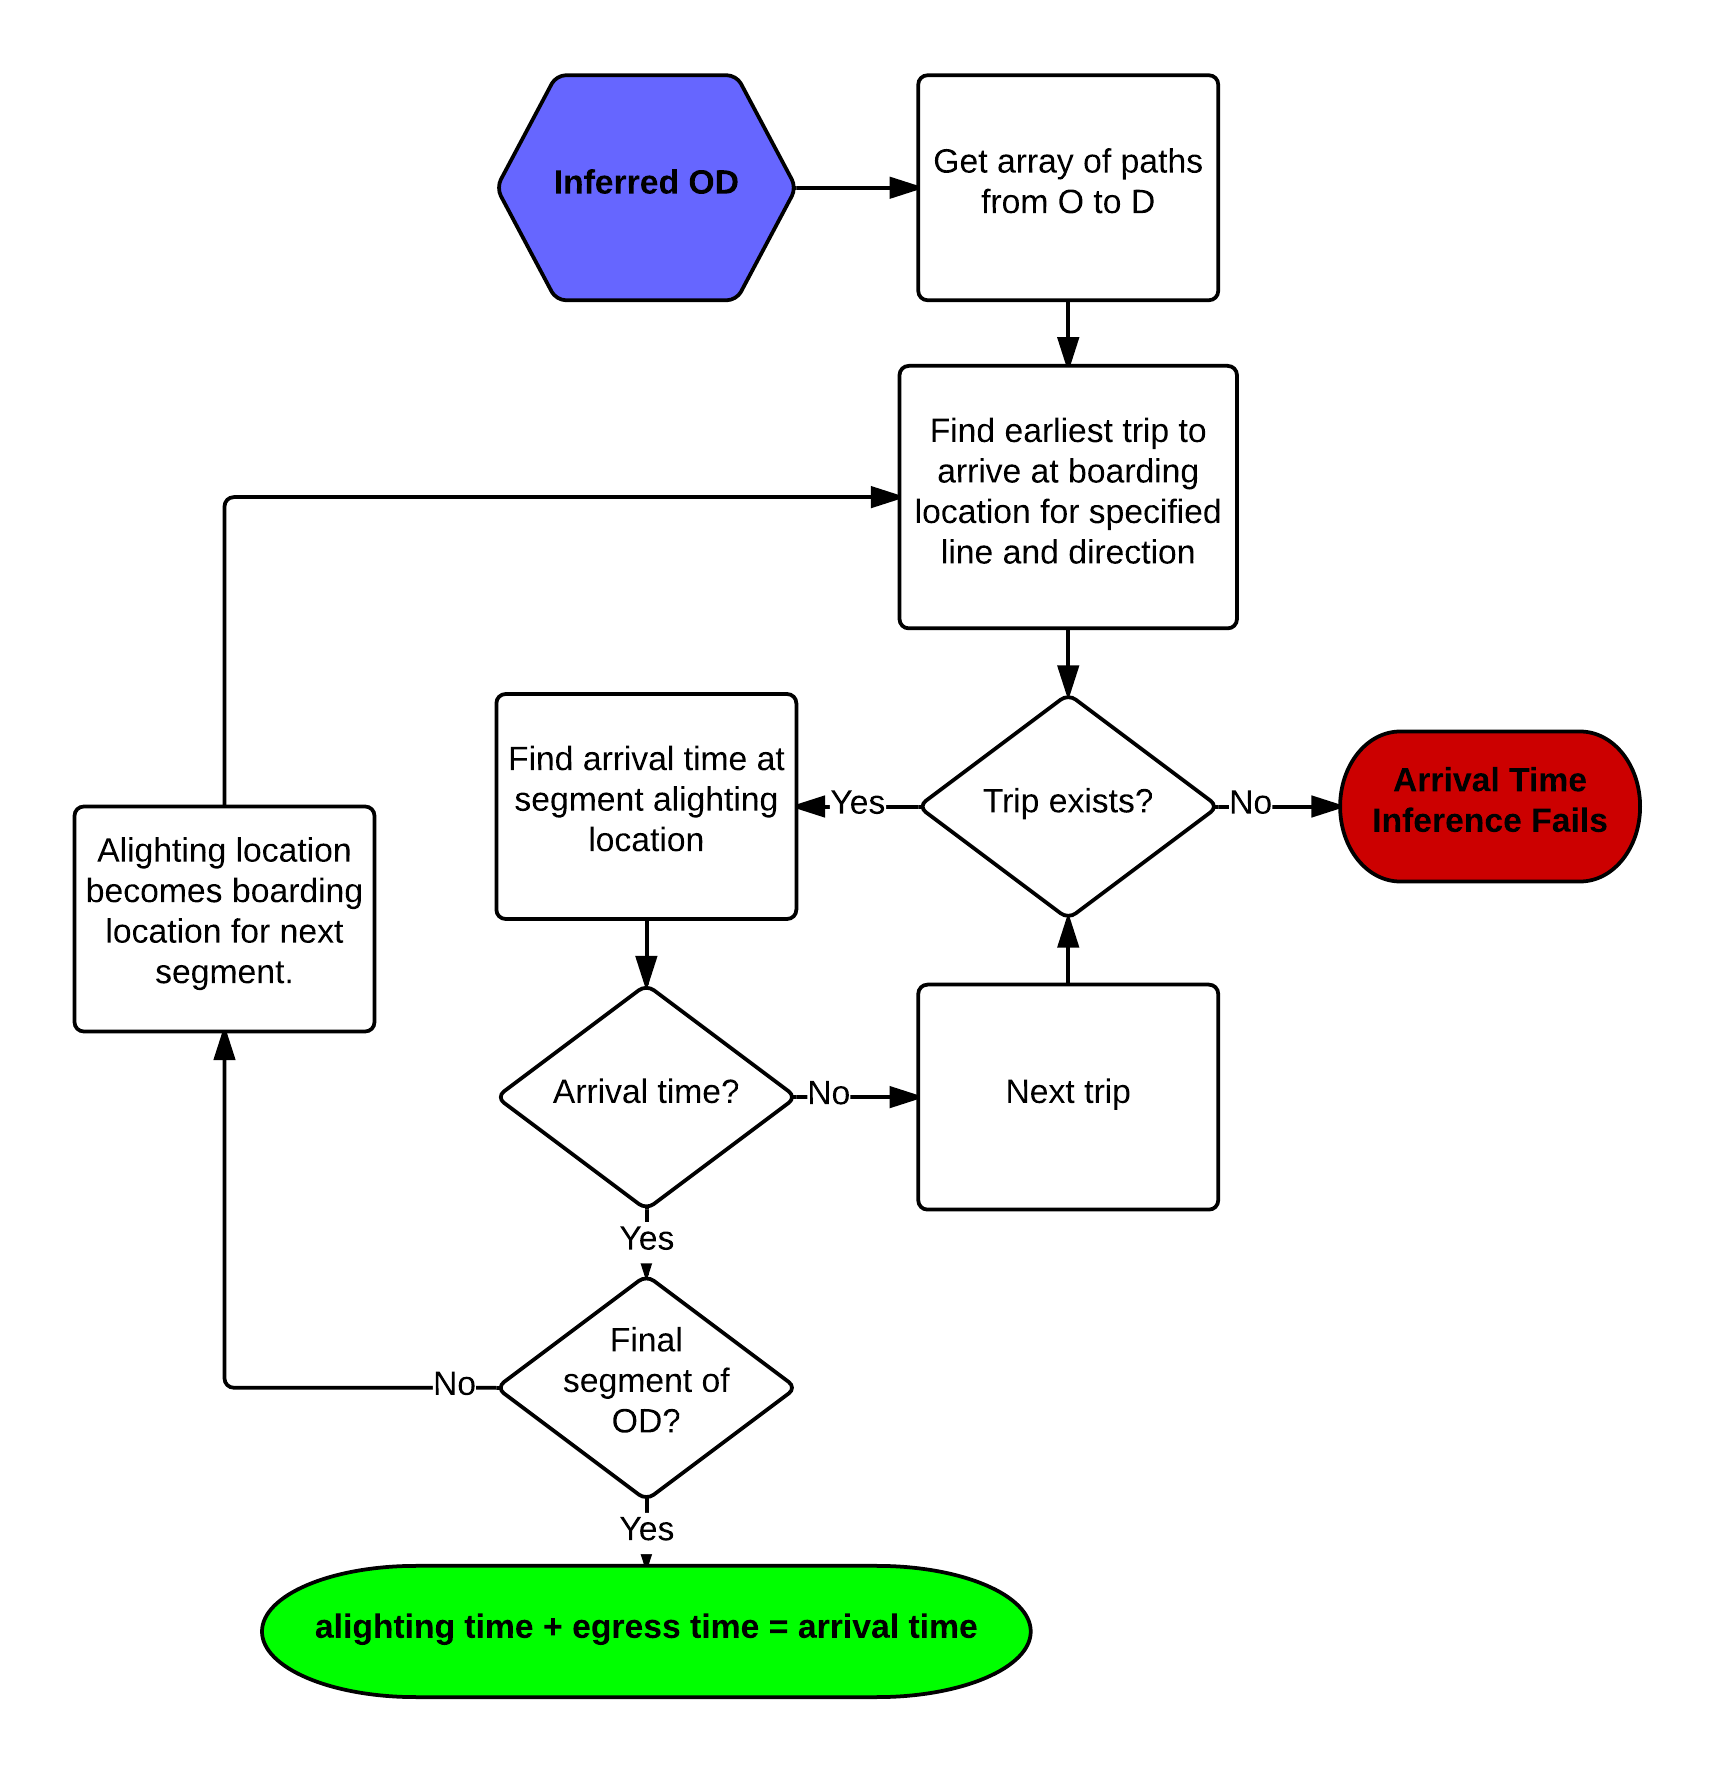 Inferred OD
Get array of paths
from O to D
Find earliest trip to
arrive at boarding
location for specified
line and direction
Find arrival time at
segment alighting
location
Yes
Trip exists?
No
Arrival Time
Inference Fails
Alighting location
becomes boarding
location for next
segment.
Arrival time?
No
Next trip
Yes
Final
segment of
OD?
No
Yes
alighting time + egress time = arrival time